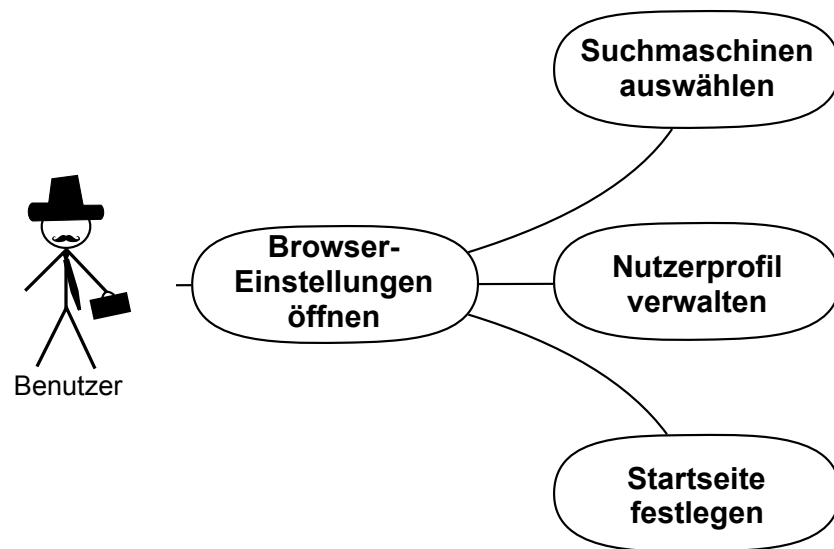 Suchmaschinen
auswählen
Browser-
Einstellungen
öffnen
Nutzerprofil
verwalten
Benutzer
Startseite
festlegen